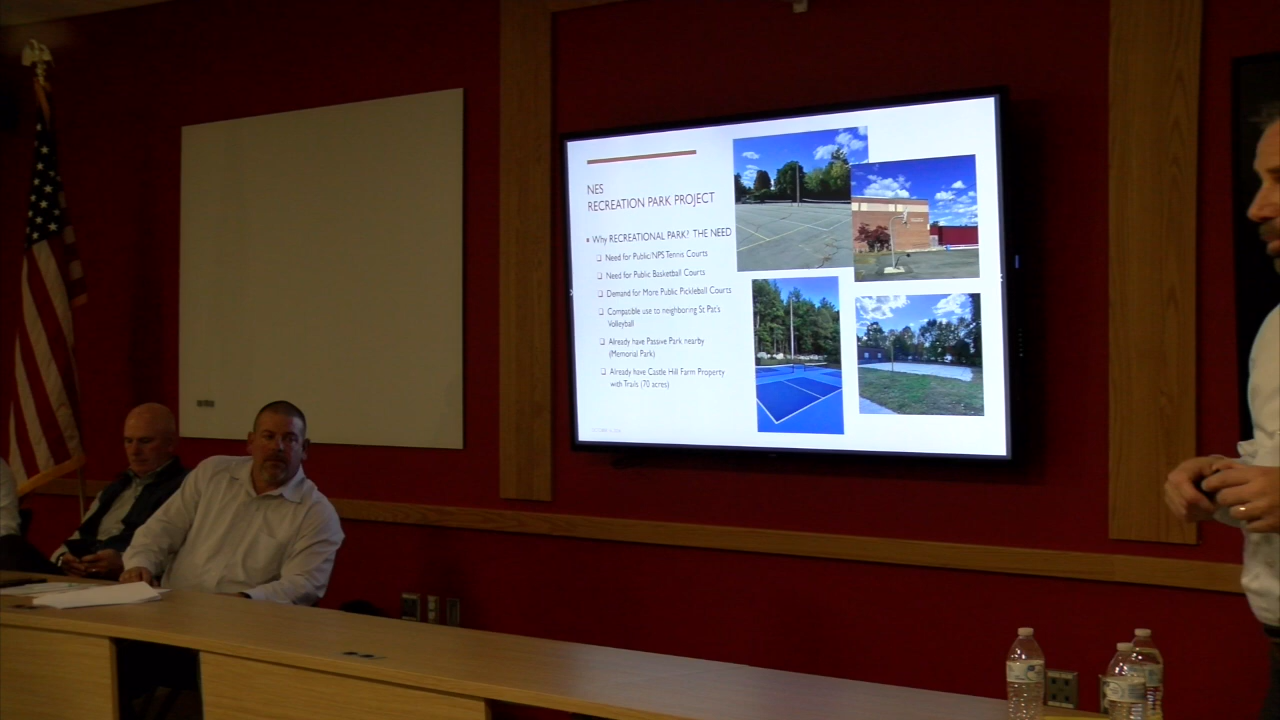 NES
RECREATION PARK PROJECT
Why RECREATIONAL PARK? THE NEED
Need for Public/NPS Tennis Courts
Need for Public Basketball Courts
Demand for More Public Pickleball Courts
Compatible use to neighboring St Pat's
Volleyball
Already have Passive Park nearby
(Memorial Park)
Already have Castle Hill Farm Property
with Trails (70 acres)